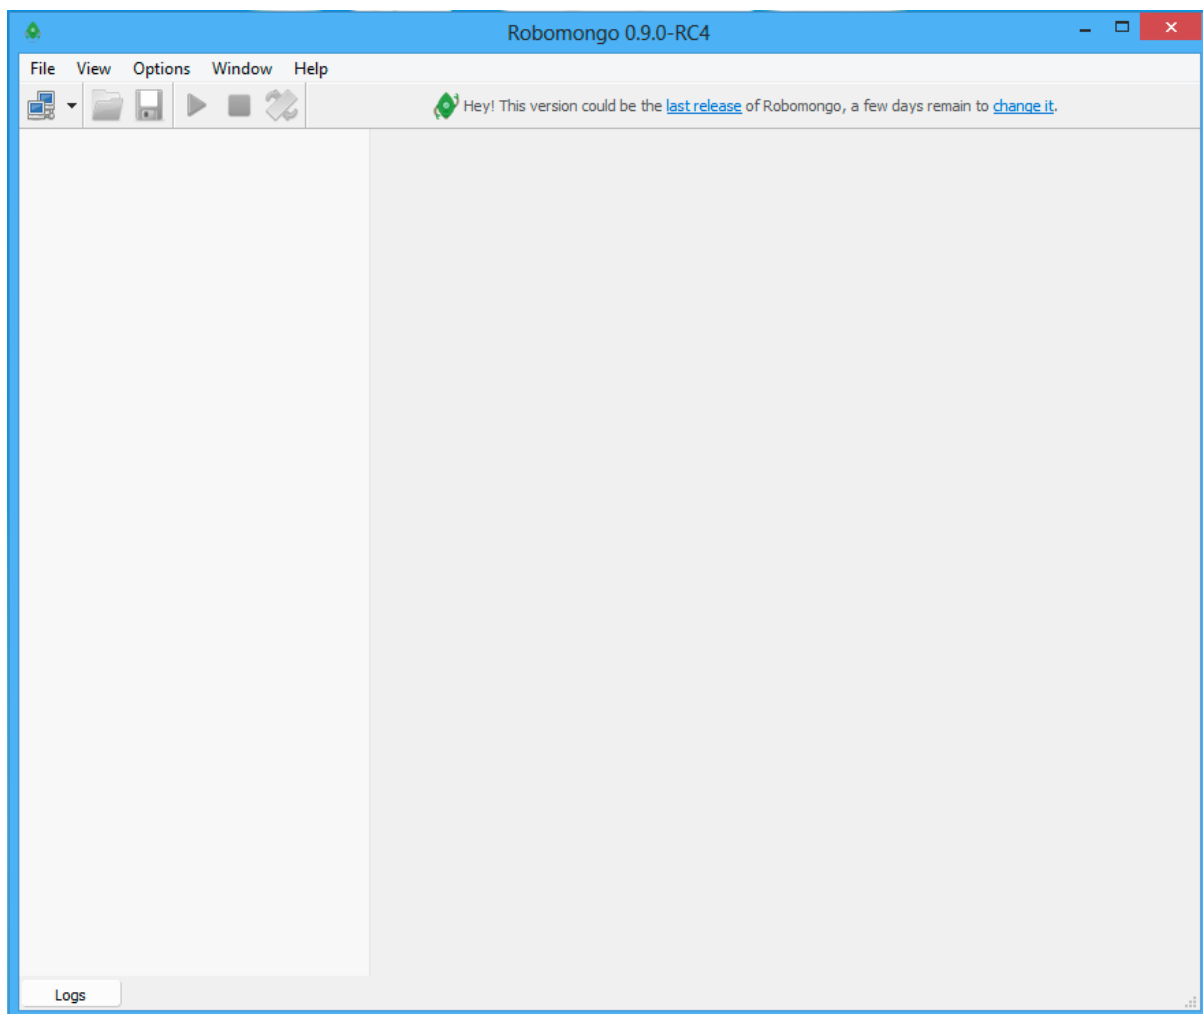 Robomongo 0.9.0-RC4
File View Options Window Help
Hey! This version could be the last release of Robomongo, a few days remain to change it.
Logs